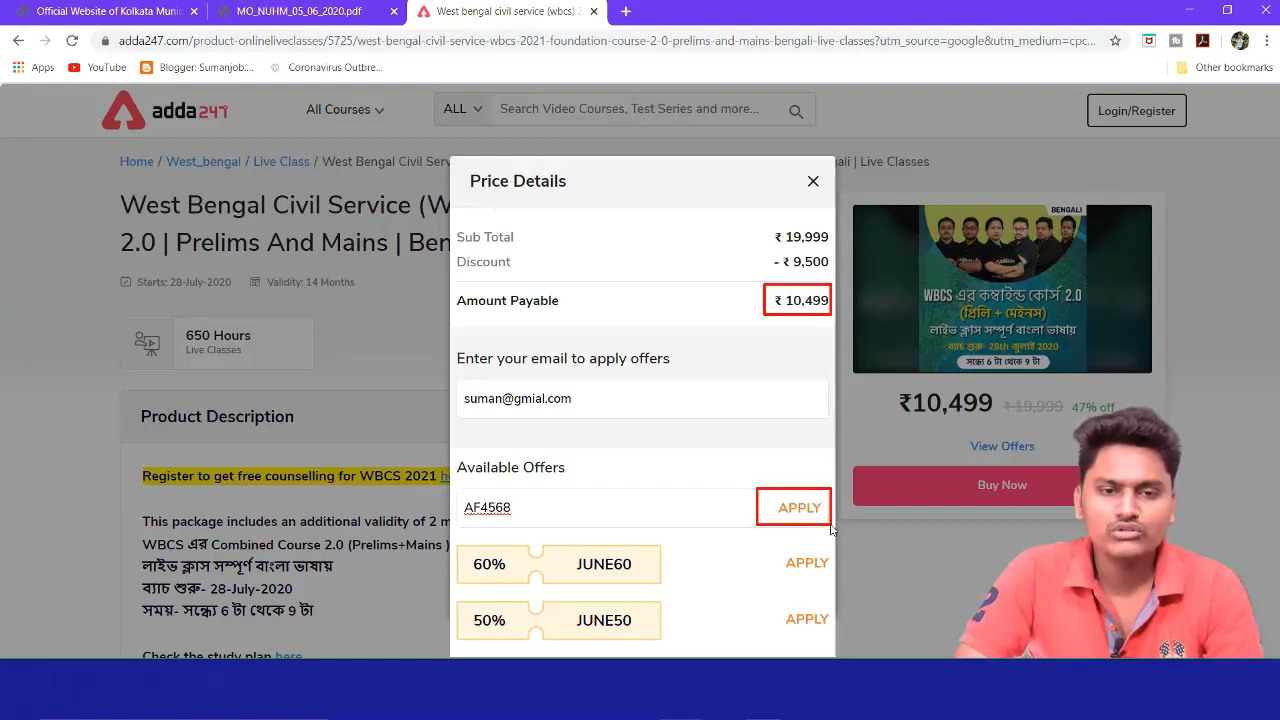 Official Website of Kolkata Munic
MO_NUHM_05_06_2020.pdf
West bengal civil service (wbcs) 2
adda247.com/product-onlineliveclasses/5725/west-bengal-civil-service-wbcs-2021-foundation-course-2-0-prelims-and-mains-bengali-live-classes?utm_source=google&utm_medium=cpc...
Apps
YouTube
Blogger: Sumanjob....
Coronavirus Outbre...
Other bookmarks
adda247
All Courses
ALL
Search Video Courses, Test Series and more...
Login/Register
Home / West_bengal / Live Class / West Bengal Civil Serv
ali | Live Classes
West Bengal Civil Service (W
2.0 | Prelims And Mains | Ben
Starts: 28-July-2020
Validity: 14 Months
650 Hours
Live Classes
Product Description
Register to get free counselling for WBCS 2021 h
This package includes an additional validity of 2 m
WBCS এর Combined Course 2.0 (Prelims+Mains )
লাইভ ক্লাস সম্পূর্ণ বাংলা ভাষায়
ব্যাচ শুরু- 28-July-2020
সময়- সন্ধ্যে 6 টা থেকে 9 টা
Check the study plan here
Price Details
Sub Total
₹ 19,999
Discount
- ₹ 9,500
Amount Payable
₹ 10,499
Enter your email to apply offers
suman@gmial.com
Available Offers
AF4568
APPLY
60%
JUNE60
APPLY
50%
JUNE50
APPLY
BENGALI
WBCS এর কম্বাইন্ড কোর্স 2.0
(প্রিলি + মেইনস)
লাইভ ক্লাস সম্পূর্ণ বাংলা ভাষায়
ব্যাচ শুরু- 28th জুলাই 2020
সন্ধ্যে 6 টা থেকে 9 টা
₹10,499
₹ 19,999
47% off
View Offers
Buy Now
2